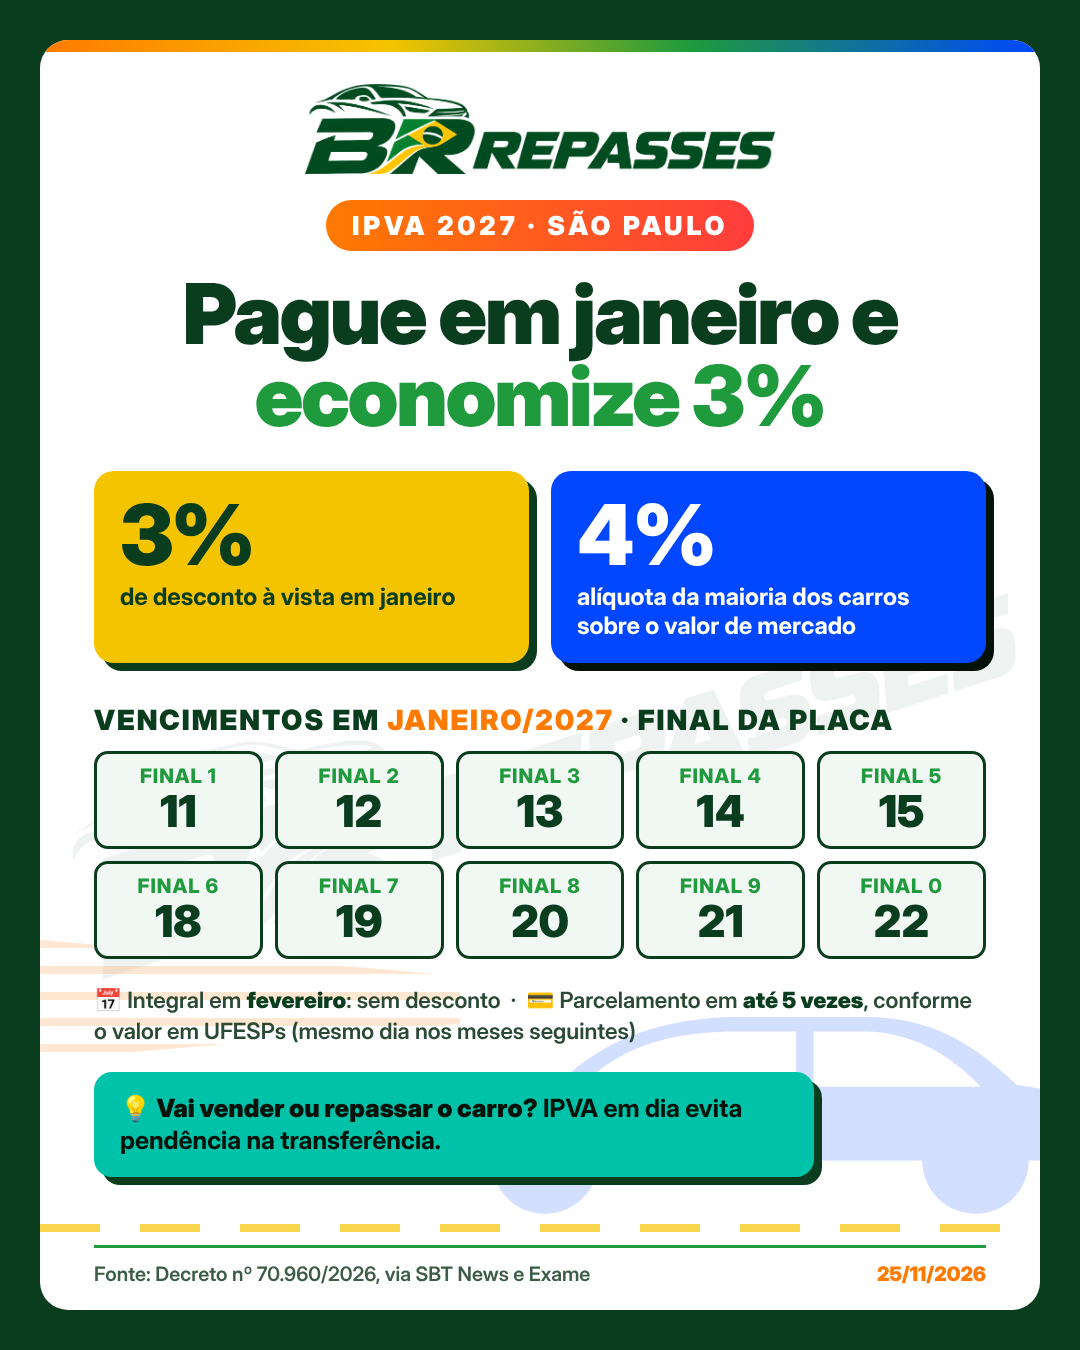 BR REPASSES
IPVA 2027 · SÃO PAULO
Pague em janeiro e
economize 3%
3%
de desconto à vista em janeiro
4%
alíquota da maioria dos carros
sobre o valor de mercado
VENCIMENTOS EM JANEIRO/2027 · FINAL DA PLACA
FINAL 1
11
FINAL 2
12
FINAL 3
13
FINAL 4
14
FINAL 5
15
FINAL 6
18
FINAL 7
19
FINAL 8
20
FINAL 9
21
FINAL 0
22
📅 Integral em fevereiro: sem desconto · 💳 Parcelamento em até 5 vezes, conforme
o valor em UFESPs (mesmo dia nos meses seguintes)
💡 Vai vender ou repassar o carro? IPVA em dia evita
pendência na transferência.
Fonte: Decreto nº 70.960/2026, via SBT News e Exame
25/11/2026